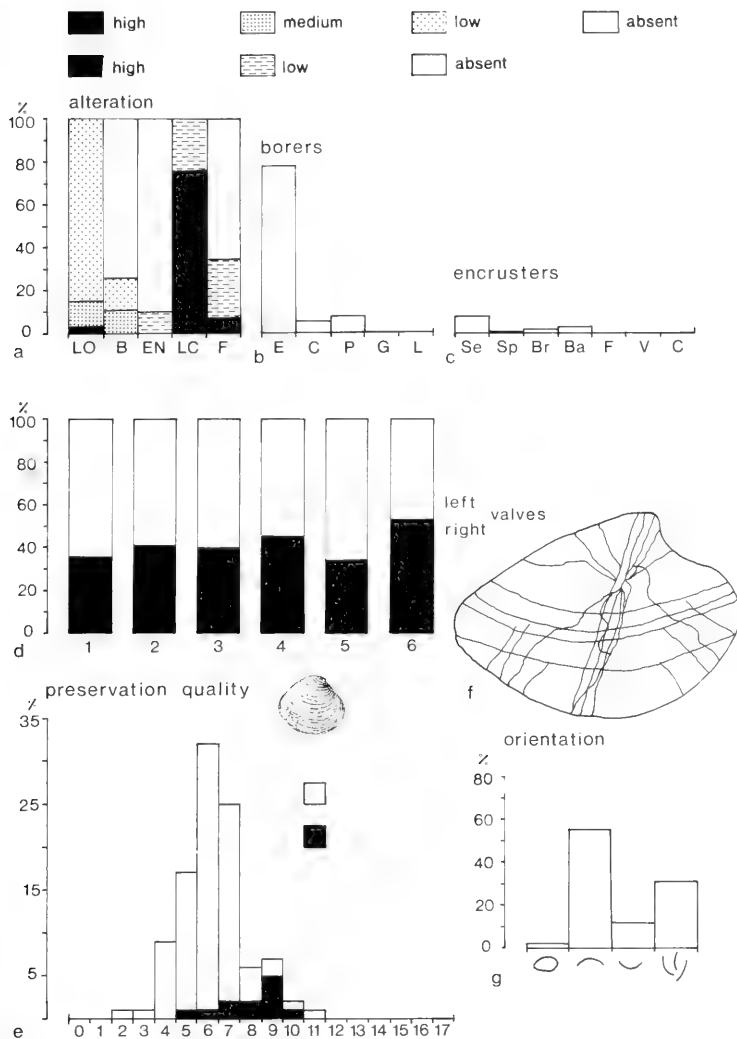 high medium low absent
high low absent
% alteration
100
80
60
40
20
0
a LO B EN LC F
borers
b E C P G L
encrusters
c Se Sp Br Ba F V C
%
100
80
60
40
20
0
d 1 2 3 4 5 6
left
right valves
f
preservation quality
%
35
25
15
5
e 0 1 2 3 4 5 6 7 8 9 10 11 12 13 14 15 16 17
orientation
%
80
60
40
20
0
g